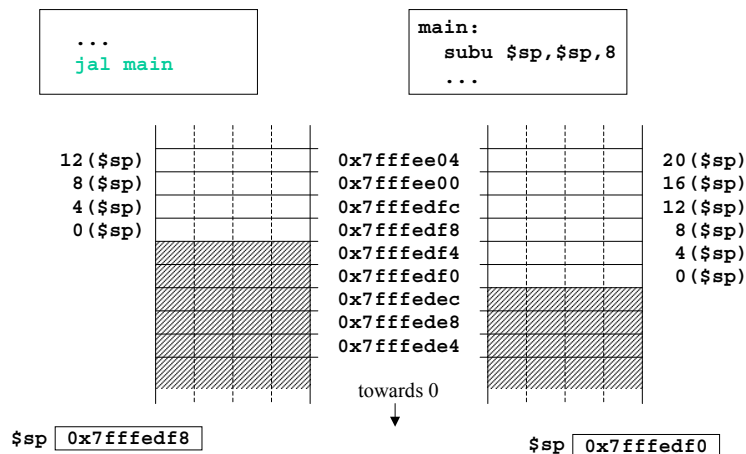 ...
jal main
main:
subu $sp,$sp,8
...
12($sp) 0x7fffee04 20($sp)
8($sp) 0x7fffee00 16($sp)
4($sp) 0x7fffedfc 12($sp)
0($sp) 0x7fffedf8 8($sp)
0x7fffedf4 4($sp)
0x7fffedf0 0($sp)
0x7fffedec
0x7fffede8
0x7fffede4
towards 0
$sp 0x7fffedf8
$sp 0x7fffedf0